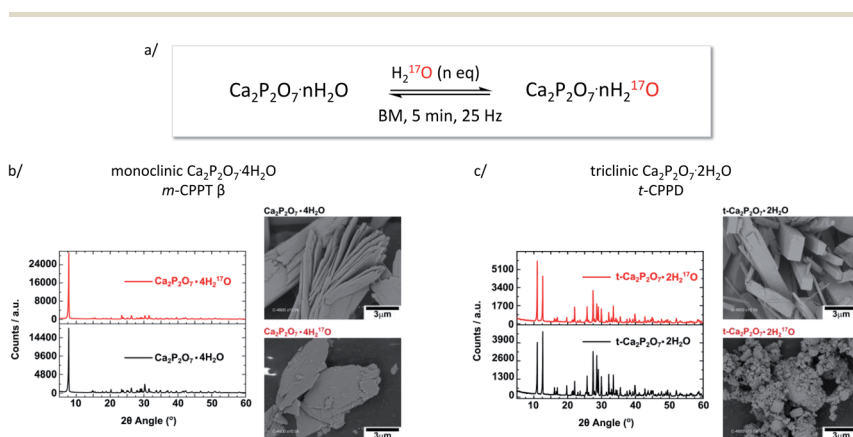 a/
Ca₂P₂O₇·nH₂O
H₂¹⁷O (n eq)
BM, 5 min, 25 Hz
Ca₂P₂O₇·nH₂¹⁷O
b/
monoclinic Ca₂P₂O₇·4H₂O
m-CPPT β
Counts / a.u.
24000
16000
8000
0
Ca₂P₂O₇·4H₂¹⁷O
14400
9600
4800
0
Ca₂P₂O₇·4H₂O
10 20 30 40 50 60
2θ Angle (°)
Ca₂P₂O₇·4H₂O
3µm
Ca₂P₂O₇·4H₂¹⁷O
3µm
c/
triclinic Ca₂P₂O₇·2H₂O
t-CPPD
Counts / a.u.
5100
3400
1700
0
t-Ca₂P₂O₇·2H₂¹⁷O
3900
2600
1300
0
t-Ca₂P₂O₇·2H₂O
10 20 30 40 50 60
2θ Angle (°)
t-Ca₂P₂O₇·2H₂O
3µm
t-Ca₂P₂O₇·2H₂¹⁷O
3µm